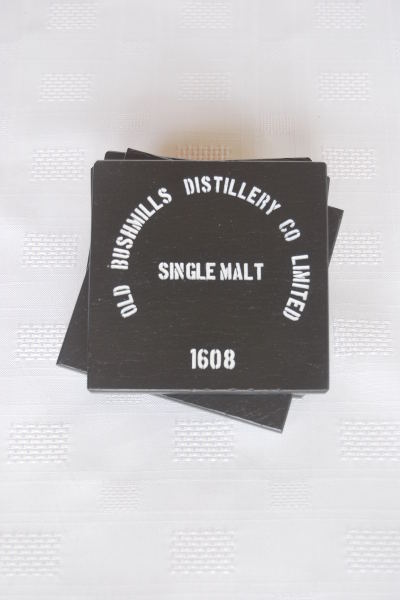 OLD BUSHMILLS DISTILLERY CO LIMITED
SINGLE MALT
1608